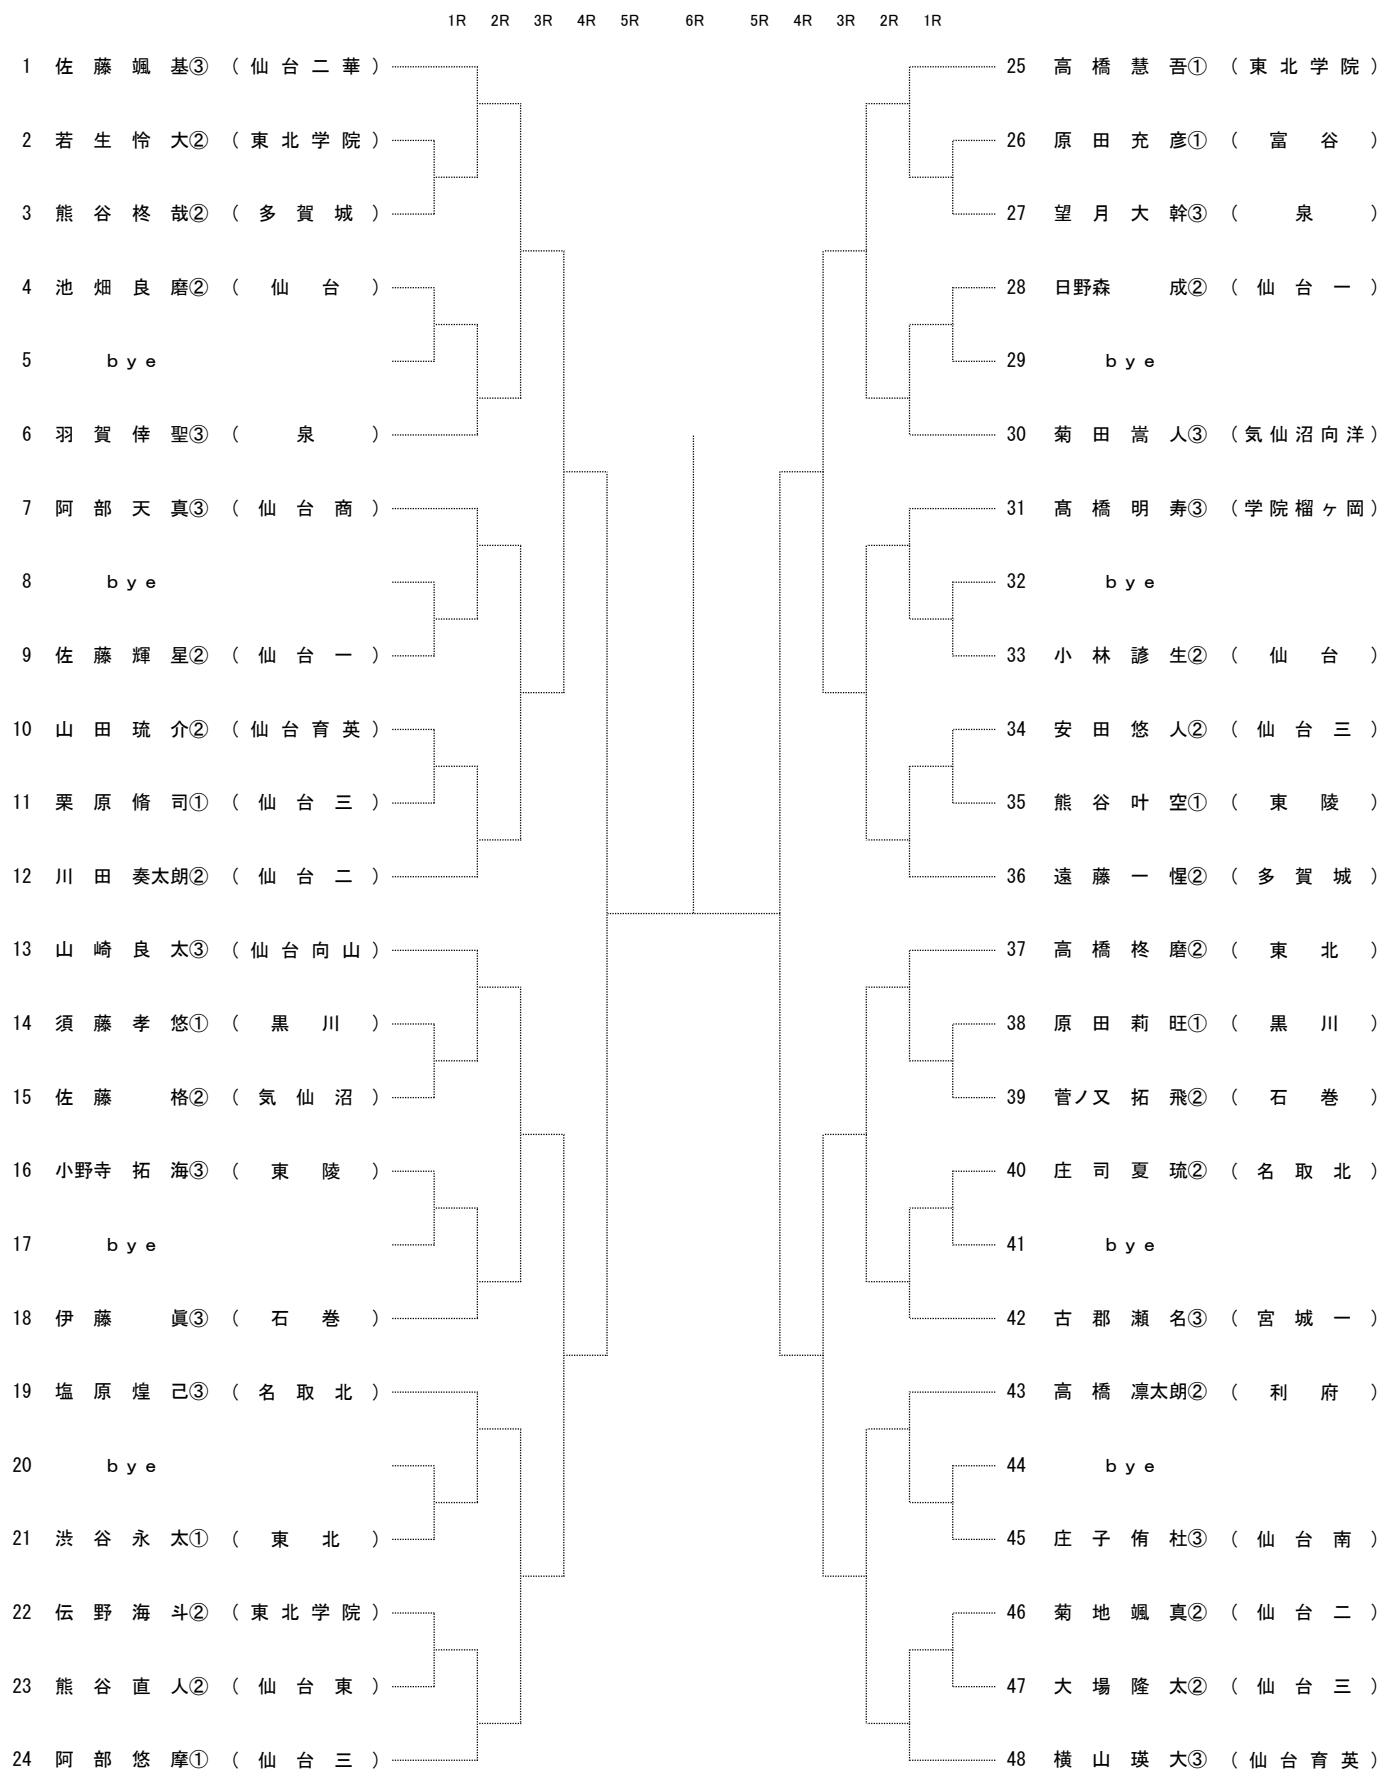 1R 2R 3R 4R 5R 6R 5R 4R 3R 2R 1R
1 佐藤颯基③ (仙台二華) 25 高橋慧吾① (東北学院)
2 若生怜大② (東北学院) 26 原田充彦① (富谷)
3 熊谷柊哉② (多賀城) 27 望月大幹③ (泉)
4 池畑良磨② (仙台) 28 日野森成② (仙台一)
5 bye 29 bye
6 羽賀倖聖③ (泉) 30 菊田嵩人③ (気仙沼向洋)
7 阿部天真③ (仙台商) 31 髙橋明寿③ (学院榴ヶ岡)
8 bye 32 bye
9 佐藤輝星② (仙台一) 33 小林諺生② (仙台)
10 山田琉介② (仙台育英) 34 安田悠人② (仙台三)
11 栗原脩司① (仙台三) 35 熊谷叶空① (東陵)
12 川田奏太朗② (仙台二) 36 遠藤一惺② (多賀城)
13 山崎良太③ (仙台向山) 37 高橋柊磨② (東北)
14 須藤孝悠① (黒川) 38 原田莉旺① (黒川)
15 佐藤格② (気仙沼) 39 菅ノ又拓飛② (石巻)
16 小野寺拓海③ (東陵) 40 庄司夏琉② (名取北)
17 bye 41 bye
18 伊藤眞③ (石巻) 42 古郡瀬名③ (宮城一)
19 塩原煌己③ (名取北) 43 高橋凛太朗② (利府)
20 bye 44 bye
21 渋谷永太① (東北) 45 庄子侑杜③ (仙台南)
22 伝野海斗② (東北学院) 46 菊地颯真② (仙台二)
23 熊谷直人② (仙台東) 47 大場隆太② (仙台三)
24 阿部悠摩① (仙台三) 48 横山瑛大③ (仙台育英)